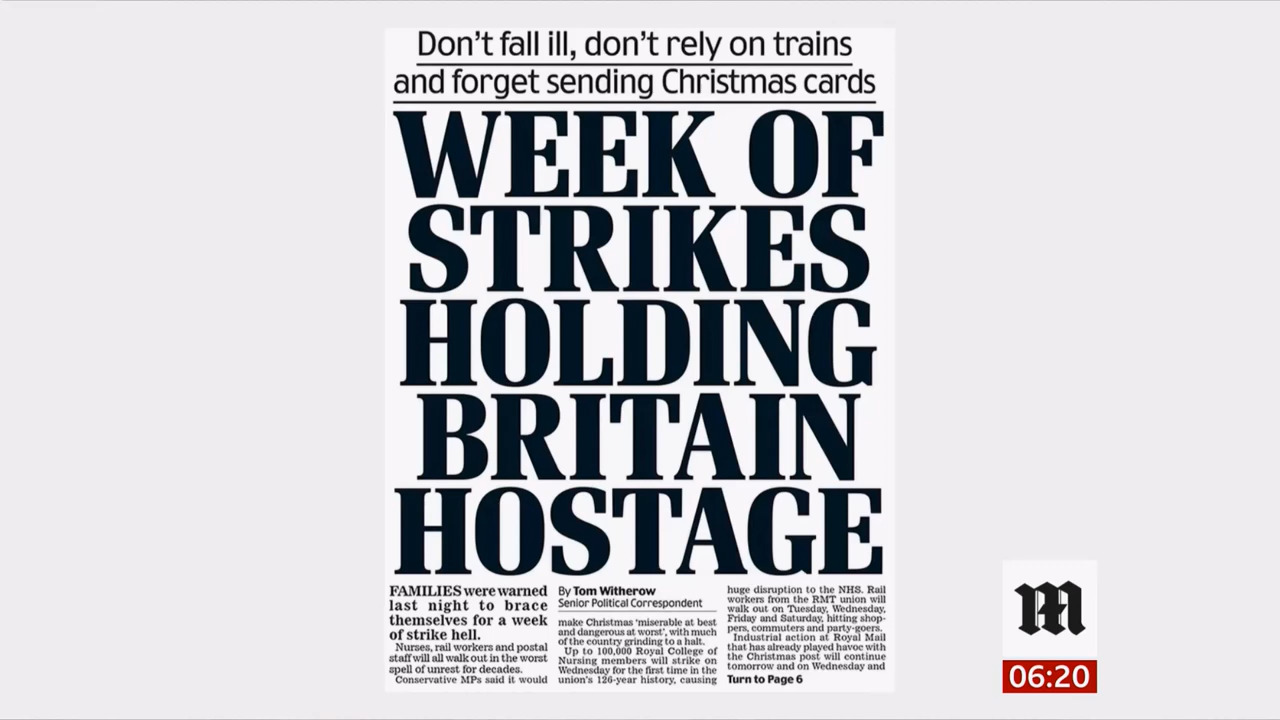 Don't fall ill, don't rely on trains
and forget sending Christmas cards
WEEK OF
STRIKES
HOLDING
BRITAIN
HOSTAGE
FAMILIES were warned
last night to brace
themselves for a week
of strike hell.
Nurses, rail workers and postal
staff will all walk out in the worst
spell of unrest for decades.
Conservative MPs said it would
By Tom Witherow
Senior Political Correspondent
make Christmas 'miserable at best
and dangerous at worst', with much
of the country grinding to a halt.
Up to 100,000 Royal College of
Nursing members will strike on
Wednesday for the first time in the
union's 126-year history, causing
huge disruption to the NHS. Rail
workers from the RMT union will
walk out on Tuesday, Wednesday,
Friday and Saturday, hitting shop-
pers, commuters and party-goers.
Industrial action at Royal Mail
that has already played havoc with
the Christmas post will continue
tomorrow and on Wednesday and
Turn to Page 6
M
06:20